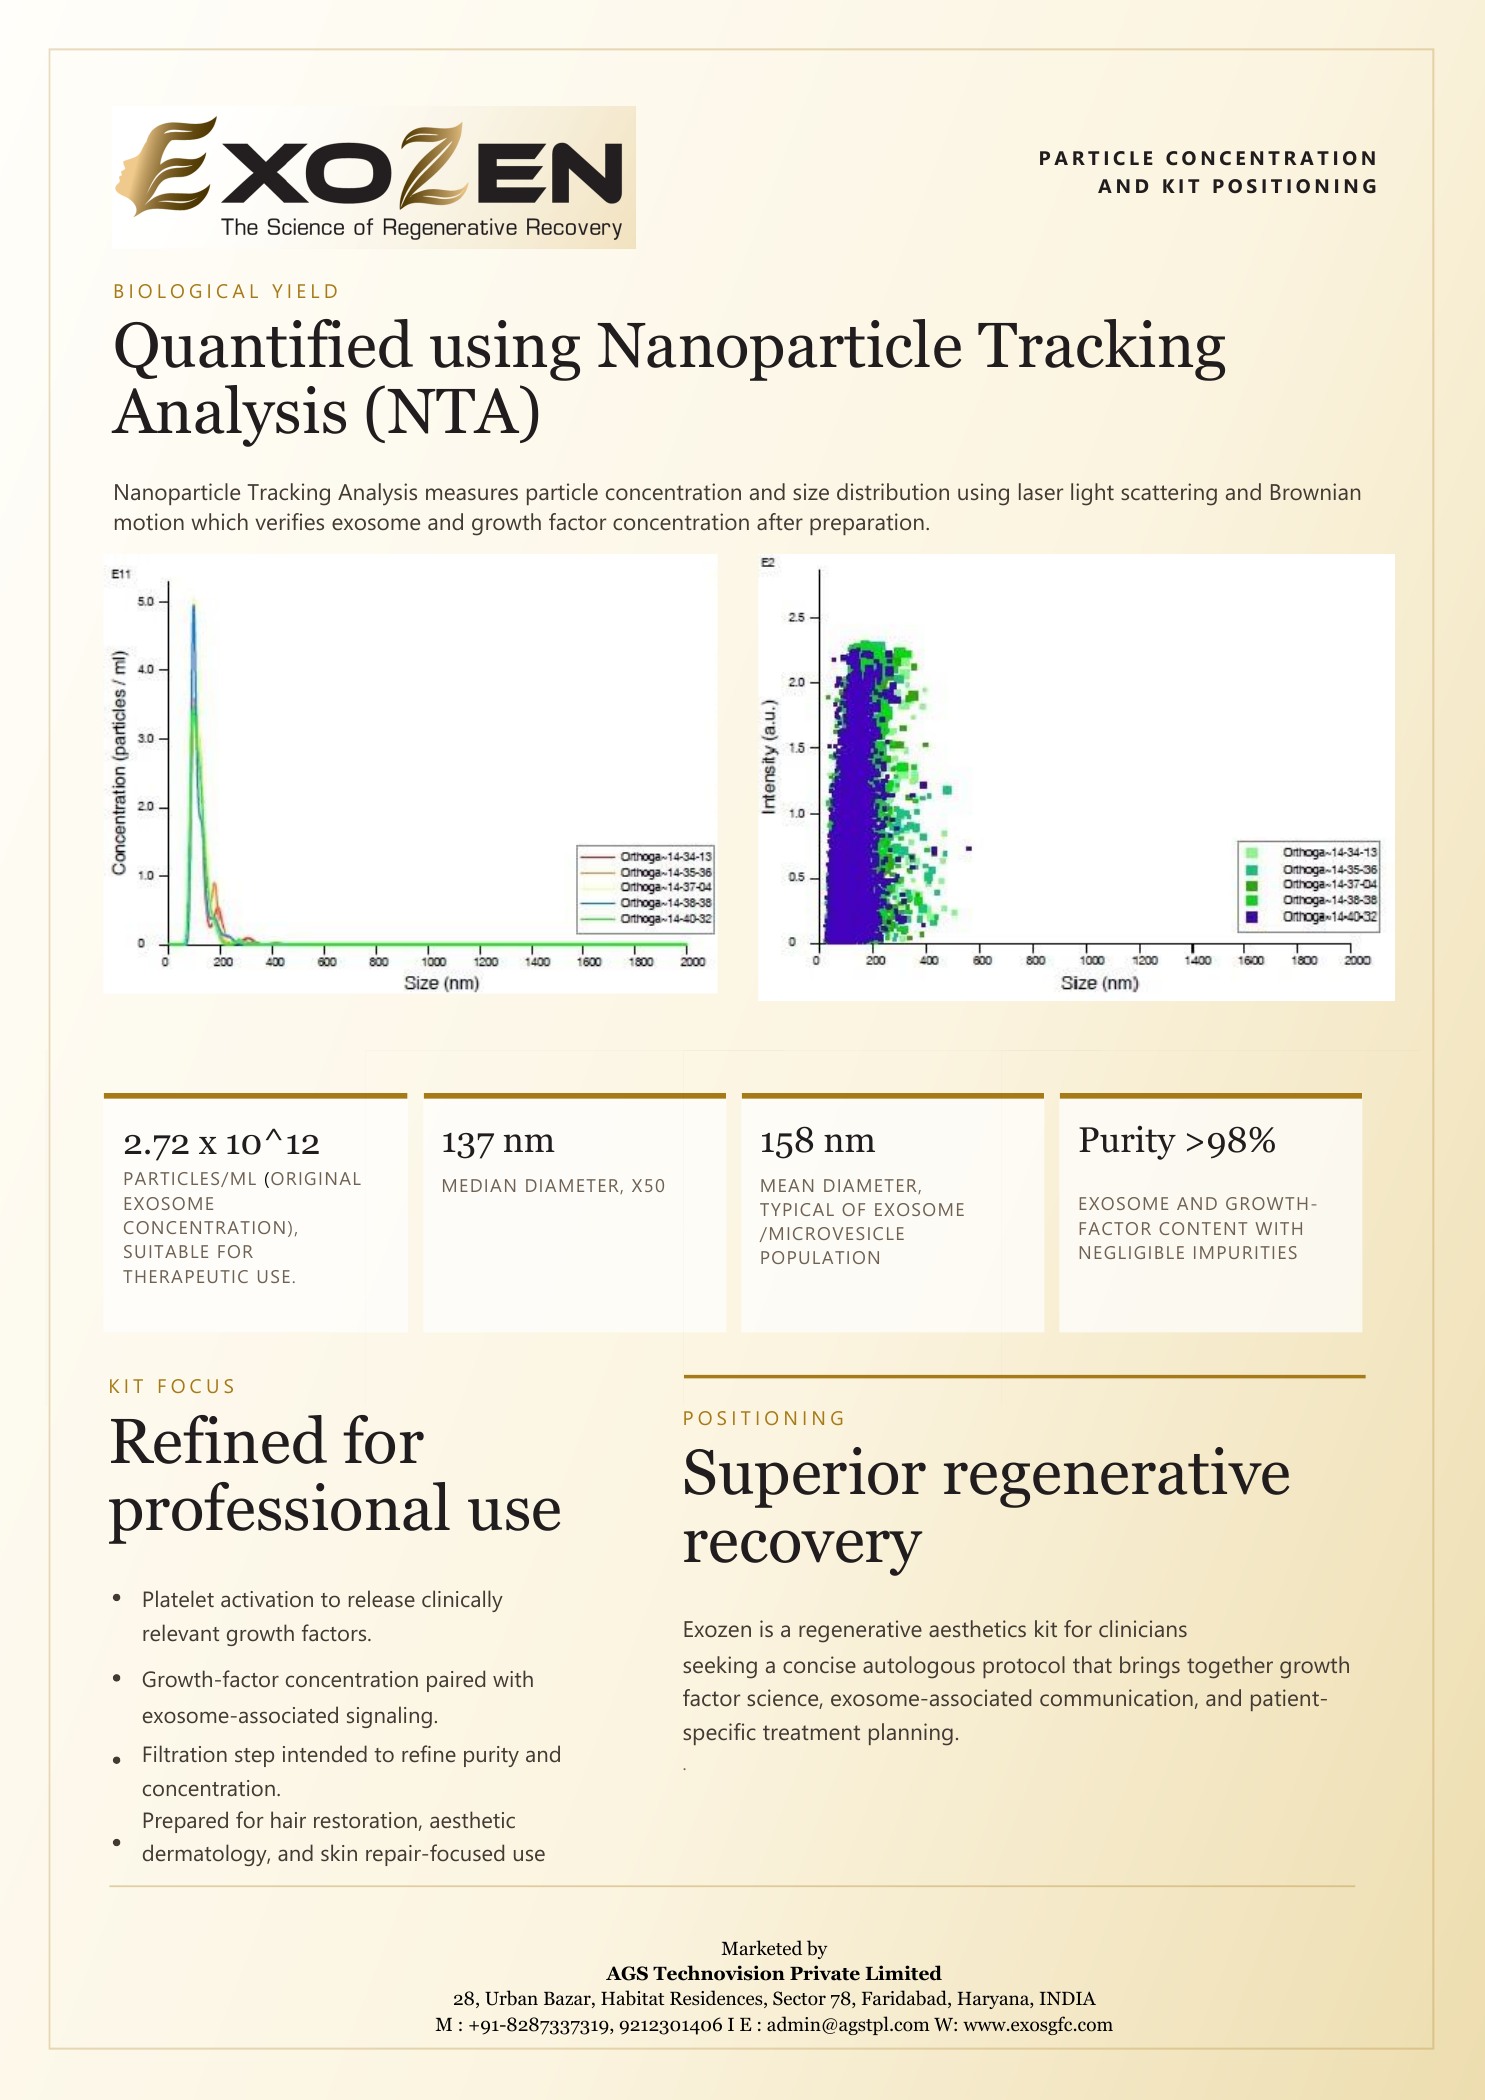 EXOZEN
The Science of Regenerative Recovery
PARTICLE CONCENTRATION
AND KIT POSITIONING
BIOLOGICAL YIELD
Quantified using Nanoparticle Tracking
Analysis (NTA)
Nanoparticle Tracking Analysis measures particle concentration and size distribution using laser light scattering and Brownian
motion which verifies exosome and growth factor concentration after preparation.
E11
5.0
4.0
3.0
2.0
1.0
0
Concentration (particles / ml)
Orthoga~14-34-13
Orthoga~14-35-36
Orthoga~14-37-04
Orthoga~14-38-38
Orthoga~14-40-32
0 200 400 600 800 1000 1200 1400 1600 1800 2000
Size (nm)
E2
2.5
2.0
1.5
1.0
0.5
0
Intensity (a.u.)
Orthoga~14-34-13
Orthoga~14-35-36
Orthoga~14-37-04
Orthoga~14-38-38
Orthoga~14-40-32
0 200 400 600 800 1000 1200 1400 1600 1800 2000
Size (nm)
2.72 x 10^12
PARTICLES/ML (ORIGINAL
EXOSOME
CONCENTRATION),
SUITABLE FOR
THERAPEUTIC USE.
137 nm
MEDIAN DIAMETER, X50
158 nm
MEAN DIAMETER,
TYPICAL OF EXOSOME
/MICROVESICLE
POPULATION
Purity >98%
EXOSOME AND GROWTH-
FACTOR CONTENT WITH
NEGLIGIBLE IMPURITIES
KIT FOCUS
Refined for
professional use
• Platelet activation to release clinically
relevant growth factors.
• Growth-factor concentration paired with
exosome-associated signaling.
• Filtration step intended to refine purity and
concentration.
• Prepared for hair restoration, aesthetic
dermatology, and skin repair-focused use
POSITIONING
Superior regenerative
recovery
Exozen is a regenerative aesthetics kit for clinicians
seeking a concise autologous protocol that brings together growth
factor science, exosome-associated communication, and patient-
specific treatment planning.
.
Marketed by
AGS Technovision Private Limited
28, Urban Bazar, Habitat Residences, Sector 78, Faridabad, Haryana, INDIA
M : +91-8287337319, 9212301406 I E : admin@agstpl.com W: www.exosgfc.com